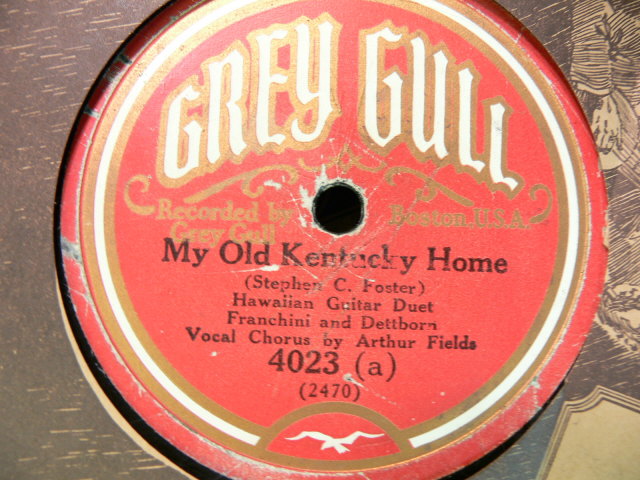 GREY GULL
Recorded by
Grey Gull
Boston, U.S.A.
My Old Kentucky Home
(Stephen C. Foster)
Hawaiian Guitar Duet
Franchini and Dettborn
Vocal Chorus by Arthur Fields
4023 (a)
(2470)